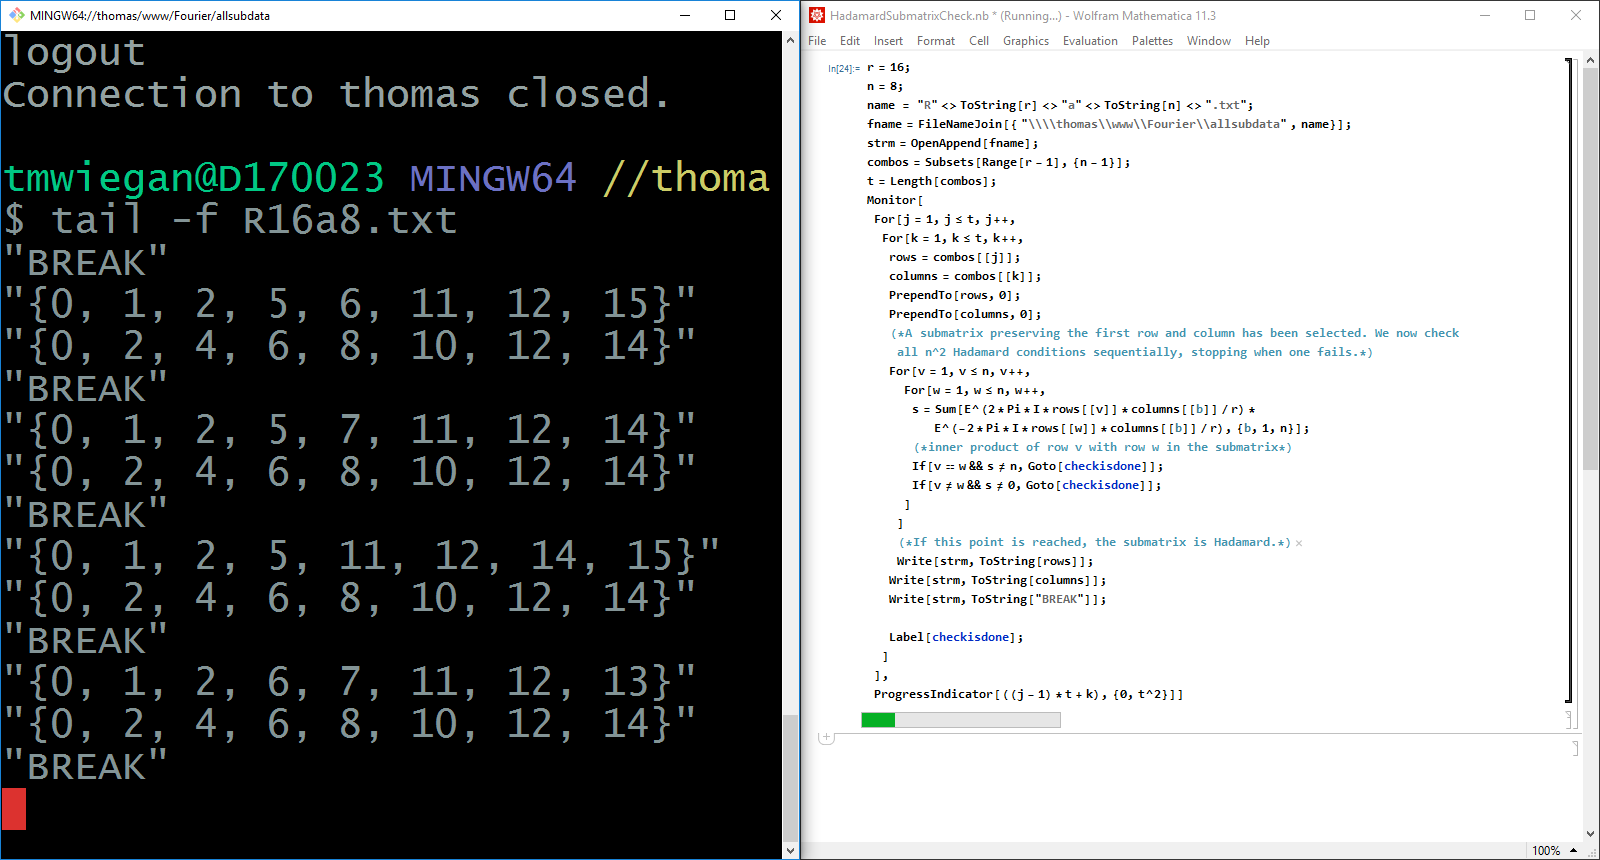 MINGW64://thomas/www/Fourier/allsubdata
logout
Connection to thomas closed.
tmwiegan@D170023 MINGW64 //thoma
$ tail -f R16a8.txt
"BREAK"
"{0, 1, 2, 5, 6, 11, 12, 15}"
"{0, 2, 4, 6, 8, 10, 12, 14}"
"BREAK"
"{0, 1, 2, 5, 7, 11, 12, 14}"
"{0, 2, 4, 6, 8, 10, 12, 14}"
"BREAK"
"{0, 1, 2, 5, 11, 12, 14, 15}"
"{0, 2, 4, 6, 8, 10, 12, 14}"
"BREAK"
"{0, 1, 2, 6, 7, 11, 12, 13}"
"{0, 2, 4, 6, 8, 10, 12, 14}"
"BREAK"
HadamardSubmatrixCheck.nb * (Running...) - Wolfram Mathematica 11.3
File Edit Insert Format Cell Graphics Evaluation Palettes Window Help
In[24]:= r = 16;
n = 8;
name = "R" <> ToString[r] <> "a" <> ToString[n] <> ".txt";
fname = FileNameJoin[{"\\\\thomas\\www\\Fourier\\allsubdata", name}];
strm = OpenAppend[fname];
combos = Subsets[Range[r - 1], {n - 1}];
t = Length[combos];
Monitor[
For[j = 1, j ≤ t, j++,
For[k = 1, k ≤ t, k++,
rows = combos[[j]];
columns = combos[[k]];
PrependTo[rows, 0];
PrependTo[columns, 0];
(*A submatrix preserving the first row and column has been selected. We now check
all n^2 Hadamard conditions sequentially, stopping when one fails.*)
For[v = 1, v ≤ n, v++,
For[w = 1, w ≤ n, w++,
s = Sum[E^(2*Pi*I*rows[[v]]*columns[[b]]/r)*
E^(-2*Pi*I*rows[[w]]*columns[[b]]/r), {b, 1, n}];
(*inner product of row v with row w in the submatrix*)
If[v == w && s ≠ n, Goto[checkisdone]];
If[v ≠ w && s ≠ 0, Goto[checkisdone]];
]
]
(*If this point is reached, the submatrix is Hadamard.*) ×
Write[strm, ToString[rows]];
Write[strm, ToString[columns]];
Write[strm, ToString["BREAK"]];
Label[checkisdone];
]
],
ProgressIndicator[((j - 1) * t + k), {0, t^2}]]
100%